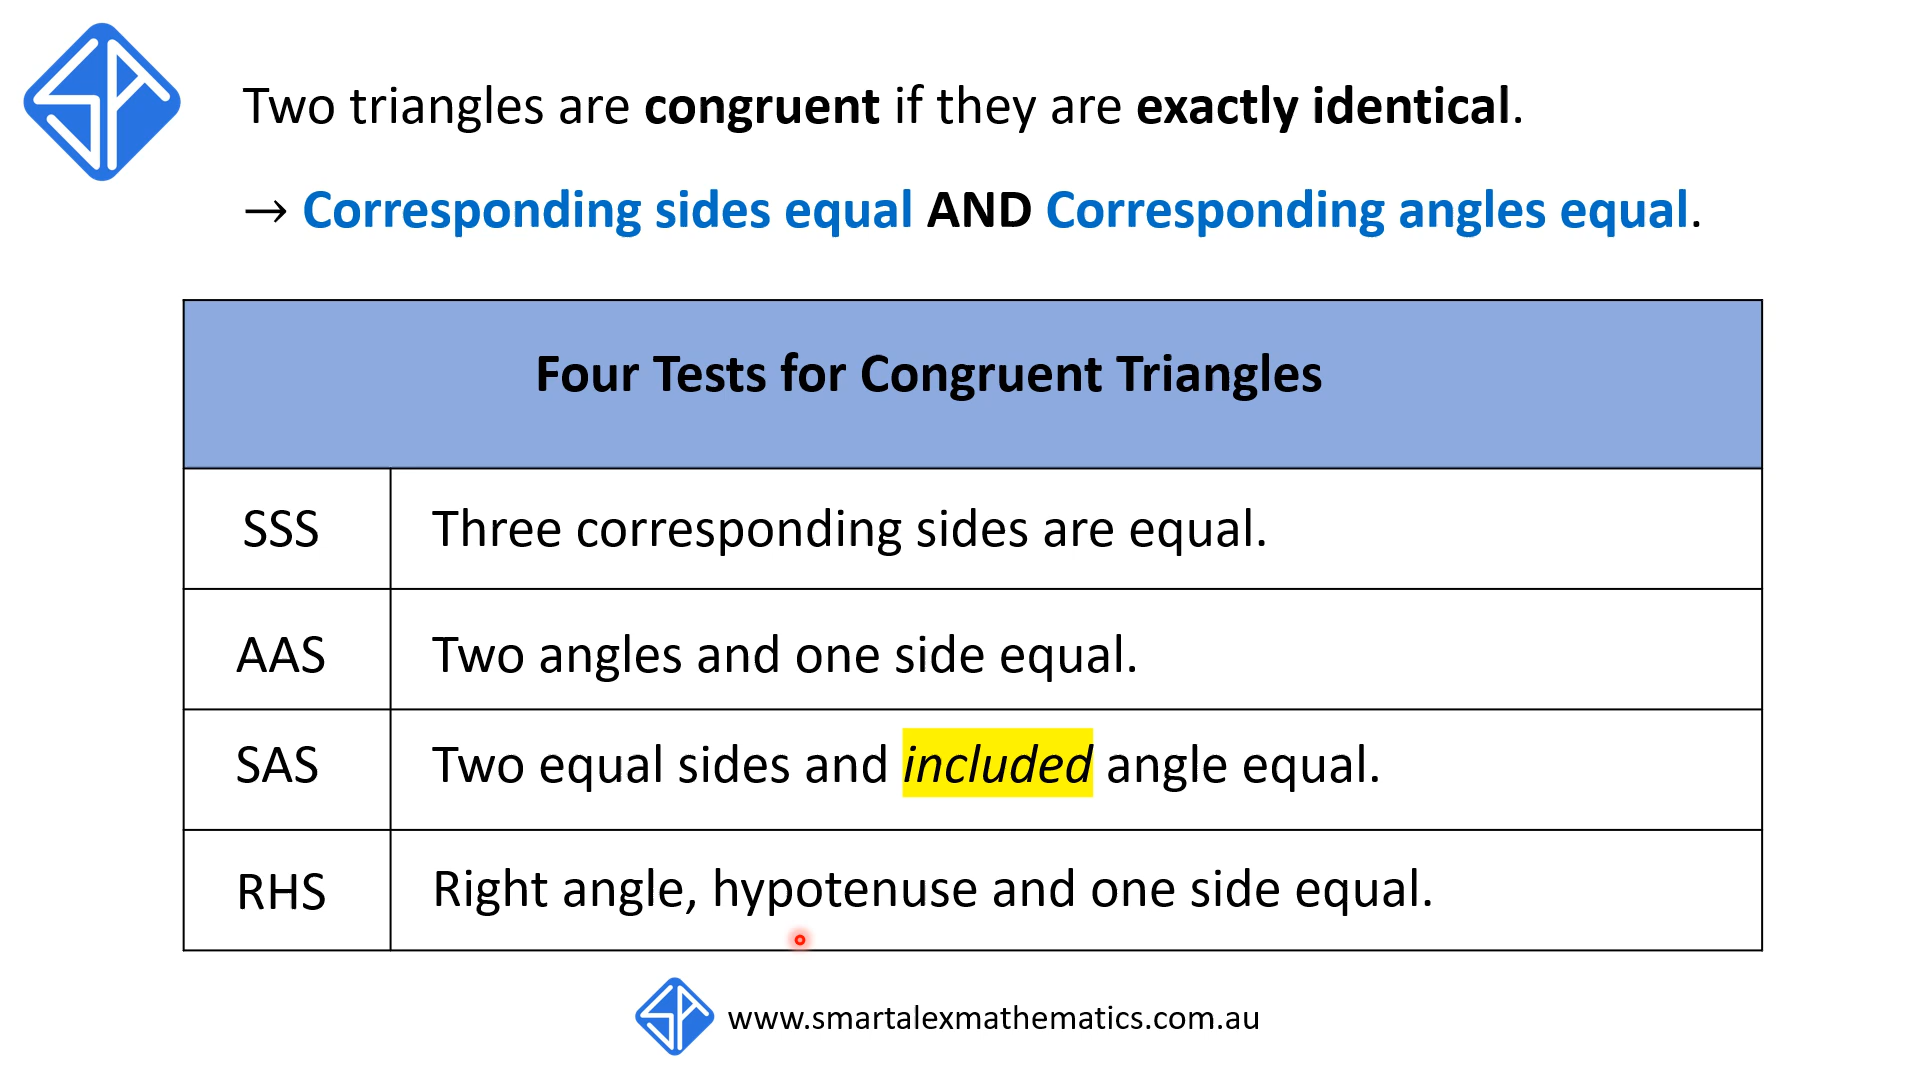 Two triangles are congruent if they are exactly identical.
→ Corresponding sides equal AND Corresponding angles equal.
Four Tests for Congruent Triangles
SSS Three corresponding sides are equal.
AAS Two angles and one side equal.
SAS Two equal sides and included angle equal.
RHS Right angle, hypotenuse and one side equal.
www.smartalexmathematics.com.au